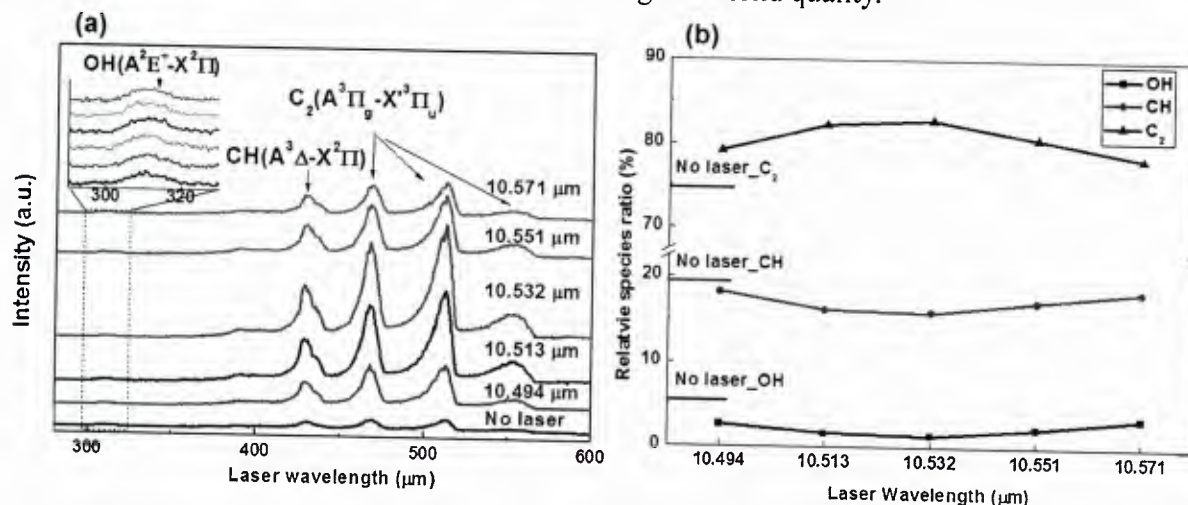 quality.
(a)
OH(A²E⁺-X²Π)
300 320
C₂(A³Π_g-X'³Π_u)
CH(A³Δ-X²Π)
10.571 μm
10.551 μm
10.532 μm
10.513 μm
10.494 μm
No laser
Intensity (a.u.)
300 400 500 600
Laser wavelength (μm)
(b)
OH
CH
C₂
No laser_C₂
No laser_CH
No laser_OH
Relatvie species ratio (%)
90
80
70
20
10
0
10.494 10.513 10.532 10.551 10.571
Laser Wavelength (μm)